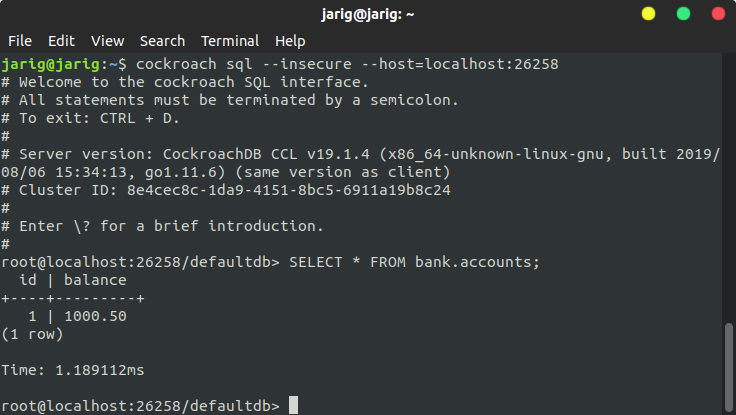 jarig@jarig: ~
File Edit View Search Terminal Help
jarig@jarig:~$ cockroach sql --insecure --host=localhost:26258
# Welcome to the cockroach SQL interface.
# All statements must be terminated by a semicolon.
# To exit: CTRL + D.
#
# Server version: CockroachDB CCL v19.1.4 (x86_64-unknown-linux-gnu, built 2019/
08/06 15:34:13, go1.11.6) (same version as client)
# Cluster ID: 8e4cec8c-1da9-4151-8bc5-6911a19b8c24
#
# Enter \? for a brief introduction.
#
root@localhost:26258/defaultdb> SELECT * FROM bank.accounts;
  id | balance
+----+---------+
   1 | 1000.50
(1 row)

Time: 1.189112ms

root@localhost:26258/defaultdb>